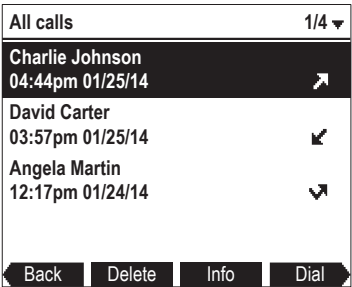 All calls 1/4
Charlie Johnson
04:44pm 01/25/14
David Carter
03:57pm 01/25/14
Angela Martin
12:17pm 01/24/14
Back Delete Info Dial